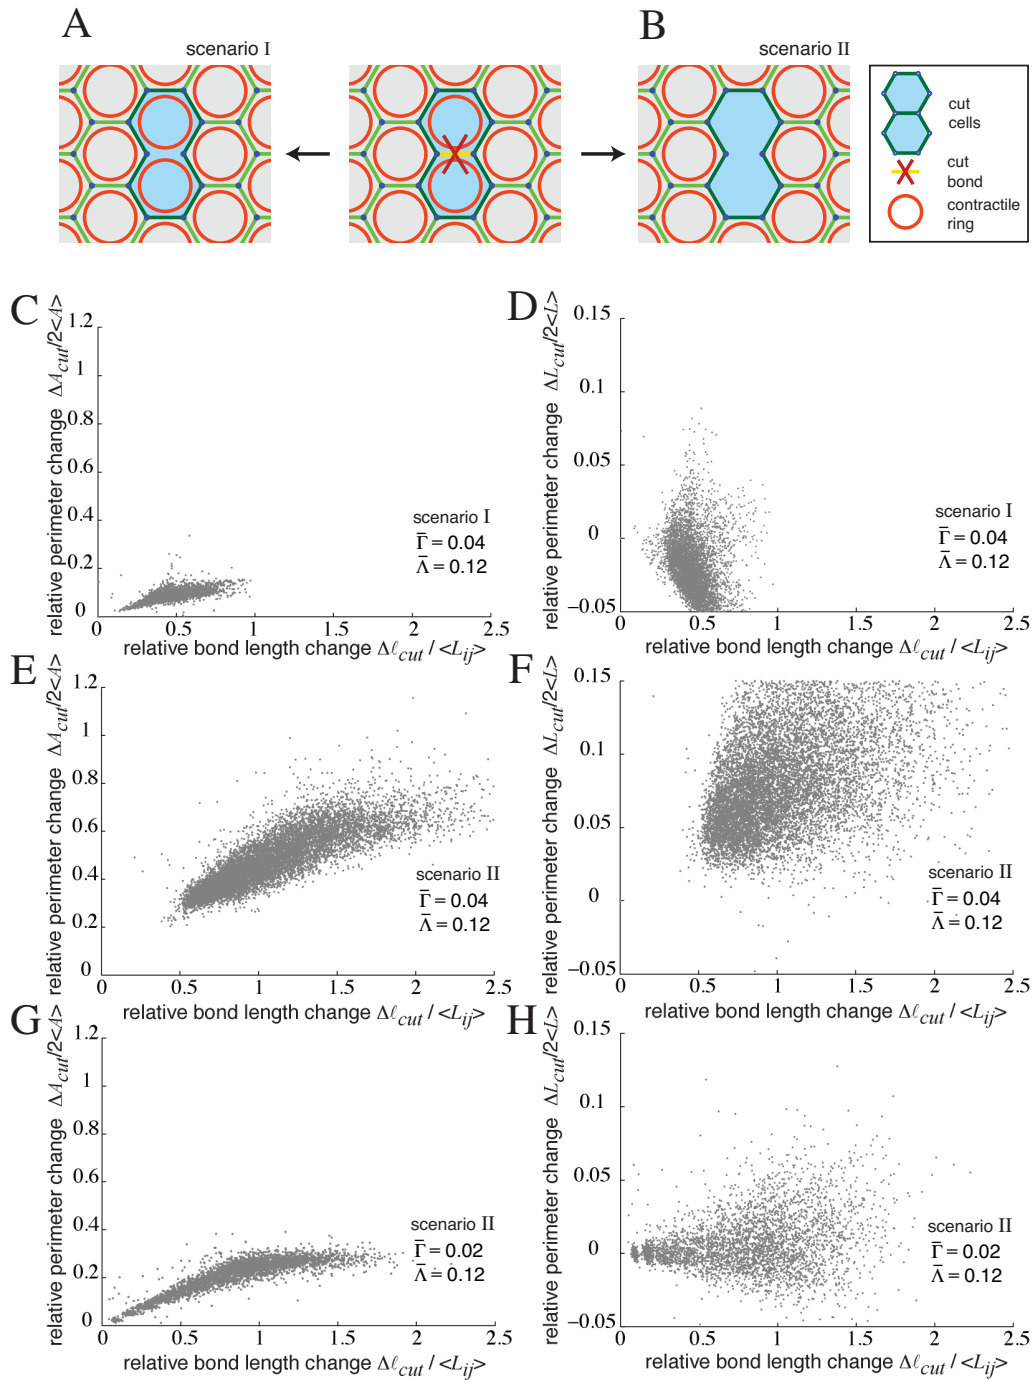 A
scenario I
B
scenario II
cut
cells
cut
bond
contractile
ring
C
relative perimeter change ΔA_cut/2<A>
1.2
1
0.8
0.6
0.4
0.2
0
0
0.5
1
1.5
2
2.5
scenario I
Γ̄ = 0.04
Λ̄ = 0.12
relative bond length change Δℓ_cut / <L_ij>
D
relative perimeter change ΔL_cut/2<L>
0.15
0.1
0.05
0
−0.05
0
0.5
1
1.5
2
2.5
scenario I
Γ̄ = 0.04
Λ̄ = 0.12
relative bond length change Δℓ_cut / <L_ij>
E
relative perimeter change ΔA_cut/2<A>
1.2
1
0.8
0.6
0.4
0.2
0
0
0.5
1
1.5
2
2.5
scenario II
Γ̄ = 0.04
Λ̄ = 0.12
relative bond length change Δℓ_cut / <L_ij>
F
relative perimeter change ΔL_cut/2<L>
0.15
0.1
0.05
0
−0.05
0
0.5
1
1.5
2
2.5
scenario II
Γ̄ = 0.04
Λ̄ = 0.12
relative bond length change Δℓ_cut / <L_ij>
G
relative perimeter change ΔA_cut/2<A>
1.2
1
0.8
0.6
0.4
0.2
0
0
0.5
1
1.5
2
2.5
scenario II
Γ̄ = 0.02
Λ̄ = 0.12
relative bond length change Δℓ_cut / <L_ij>
H
relative perimeter change ΔL_cut/2<L>
0.15
0.1
0.05
0
−0.05
0
0.5
1
1.5
2
2.5
scenario II
Γ̄ = 0.02
Λ̄ = 0.12
relative bond length change Δℓ_cut / <L_ij>